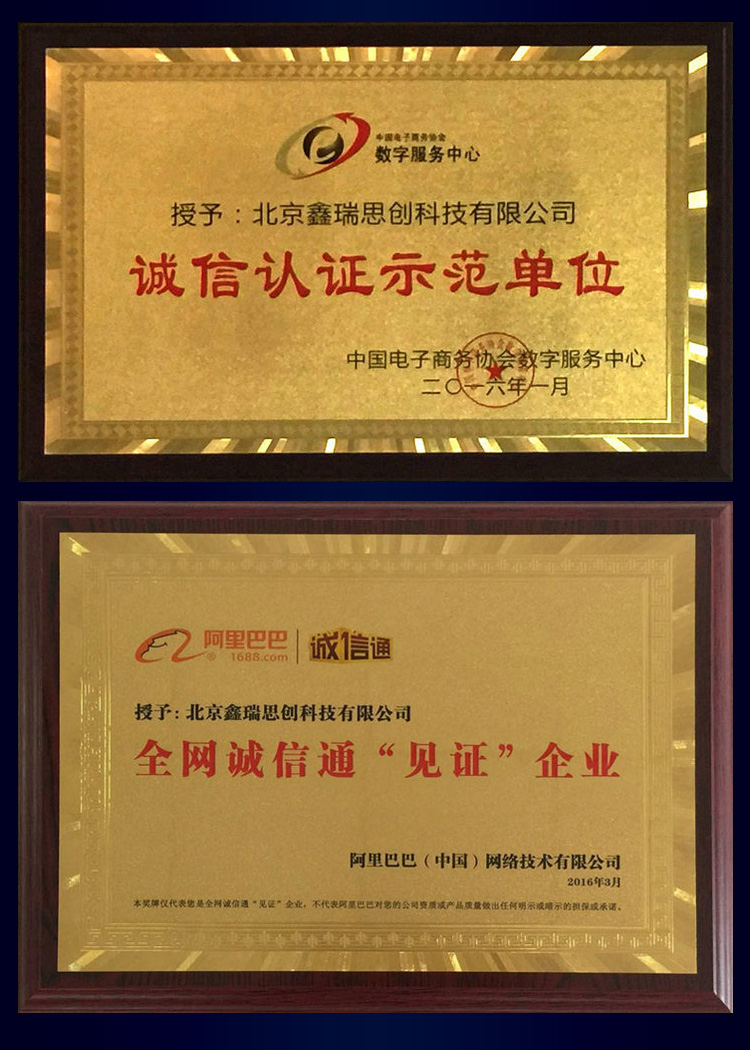 中国电子商务协会
数字服务中心
授予：北京鑫瑞思创科技有限公司
诚信认证示范单位
中国电子商务协会数字服务中心
二〇一六年一月
阿里巴巴
®
1688.com
诚信通
授予：北京鑫瑞思创科技有限公司
全网诚信通“见证”企业
阿里巴巴（中国）网络技术有限公司
2016年3月
本奖牌仅代表您是全网诚信通“见证”企业，不代表阿里巴巴对您的公司资质或产品质量做出任何明示或暗示的担保或承诺。